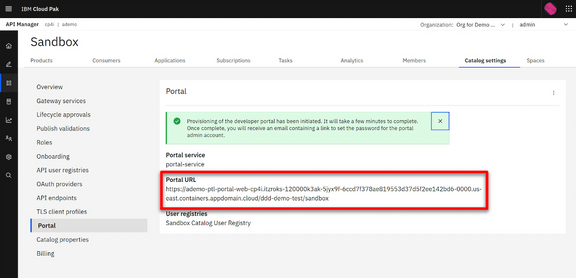 IBM Cloud Pak
API Manager cp4i | ademo Organization: Org for Demo ... admin
Sandbox
Products Consumers Applications Subscriptions Tasks Analytics Members Catalog settings Spaces
Overview
Gateway services
Lifecycle approvals
Publish validations
Roles
Onboarding
API user registries
OAuth providers
API endpoints
TLS client profiles
Portal
Catalog properties
Billing
Portal
Provisioning of the developer portal has been initiated. It will take a few minutes to complete.
Once complete, you will receive an email containing a link to set the password for the portal
admin account.
Portal service
portal-service
Portal URL
https://ademo-ptl-portal-web-cp4i.itzroks-120000k3ak-5jyx9f-6ccd7f378ae819553d37d5f2ee142bd6-0000.us-
east.containers.appdomain.cloud/ddd-demo-test/sandbox
User registries
Sandbox Catalog User Registry